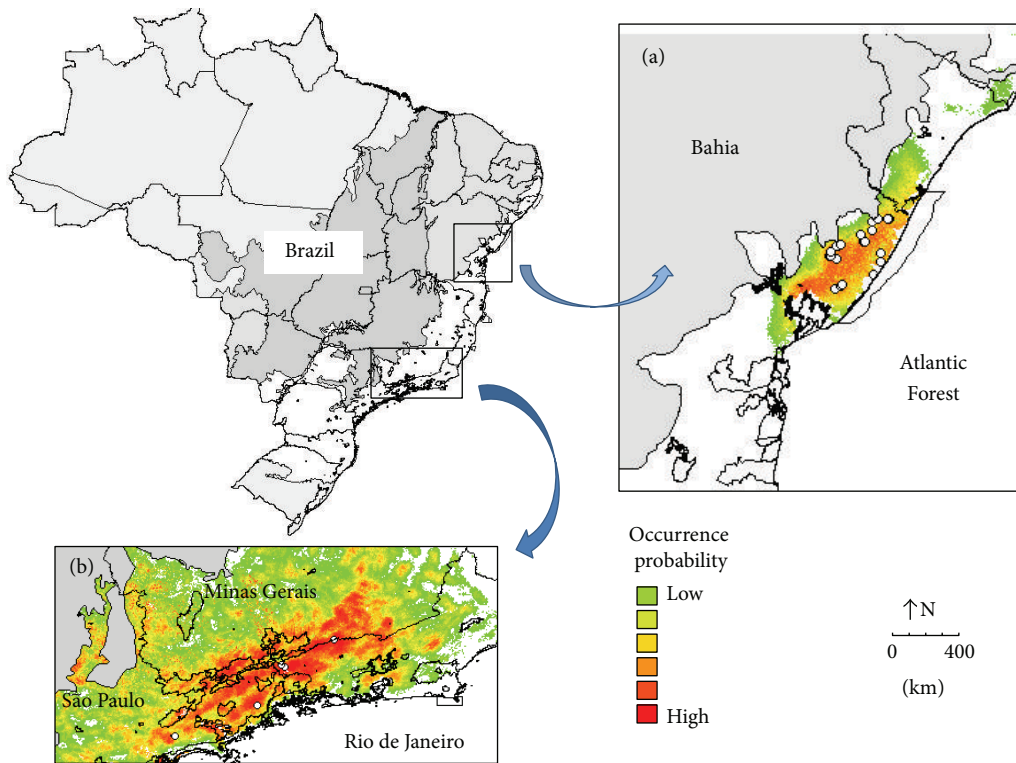 Brazil
(a)
Bahia
Atlantic
Forest
(b)
Minas Gerais
São Paulo
Rio de Janeiro
Occurrence
probability
Low
High
↑N
0 400
(km)